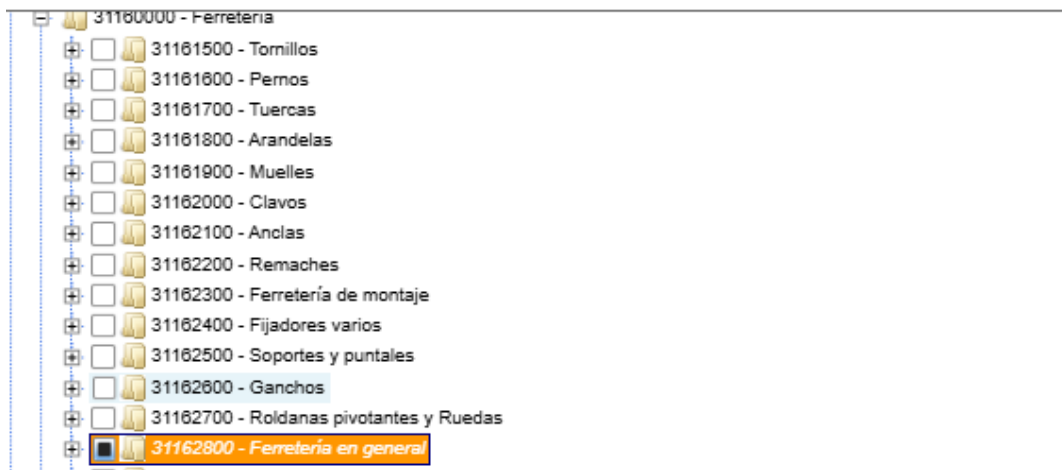 31160000 - Ferretería
31161500 - Tornillos
31161600 - Pernos
31161700 - Tuercas
31161800 - Arandelas
31161900 - Muelles
31162000 - Clavos
31162100 - Anclas
31162200 - Remaches
31162300 - Ferretería de montaje
31162400 - Fijadores varios
31162500 - Soportes y puntales
31162600 - Ganchos
31162700 - Roldanas pivotantes y Ruedas
31162800 - Ferretería en general